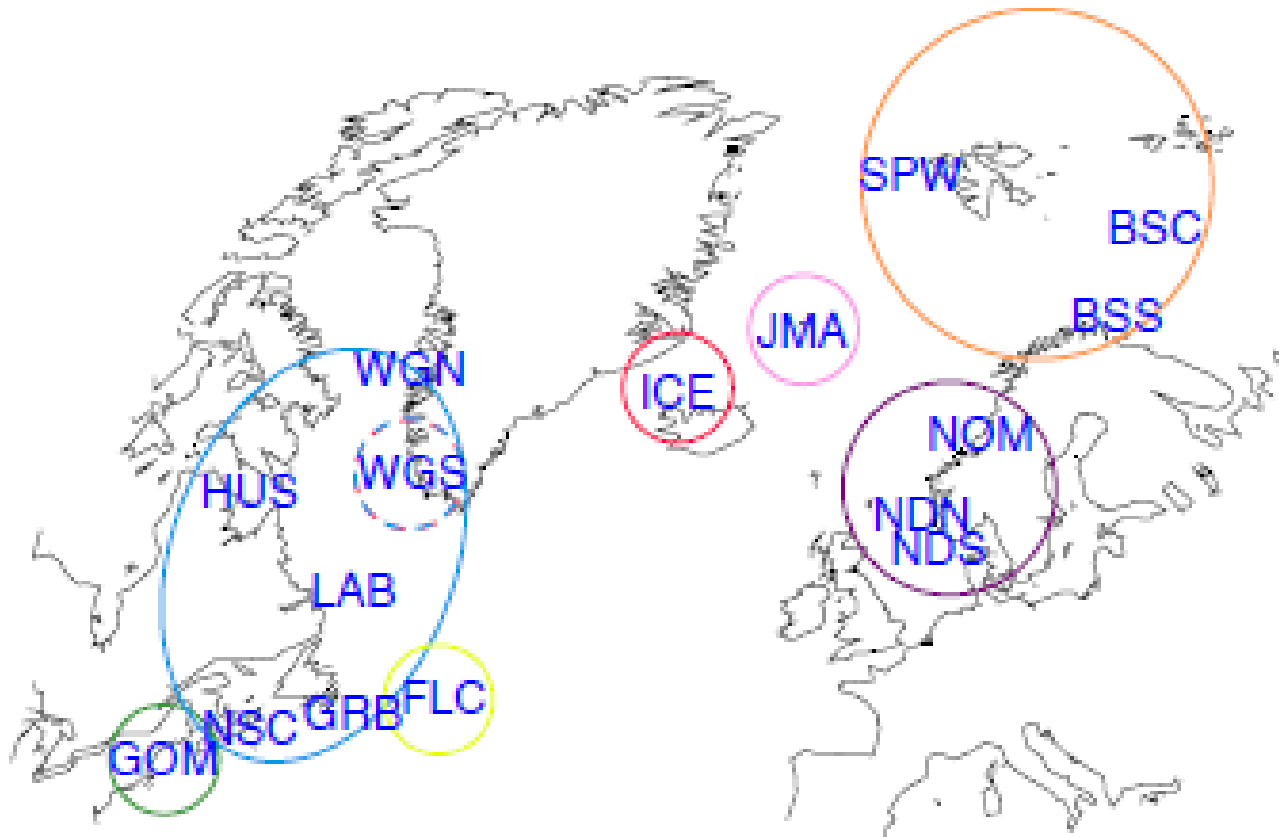 SPW
BSC
BSS
JMA
WGN
ICE
NOM
WGS
HUS
NDN
NDS
LAB
FLC
GRB
NSC
GOM